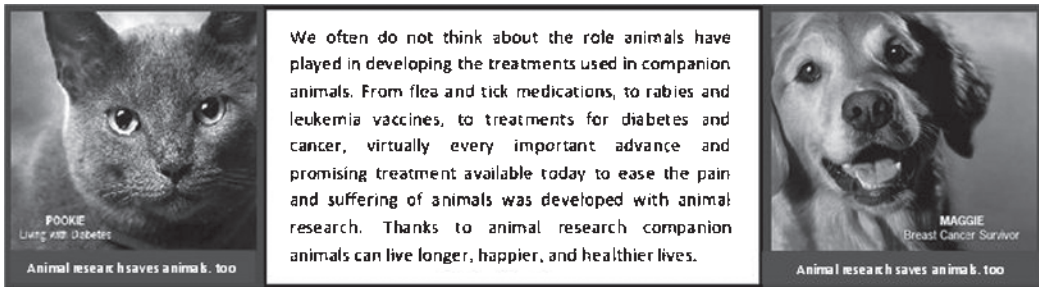 POOKIE
Living with Diabetes
Animal research saves animals. too
We often do not think about the role animals have
played in developing the treatments used in companion
animals. From flea and tick medications, to rabies and
leukemia vaccines, to treatments for diabetes and
cancer, virtually every important advance and
promising treatment available today to ease the pain
and suffering of animals was developed with animal
research. Thanks to animal research companion
animals can live longer, happier, and healthier lives.
MAGGIE
Breast Cancer Survivor
Animal research saves animals. too